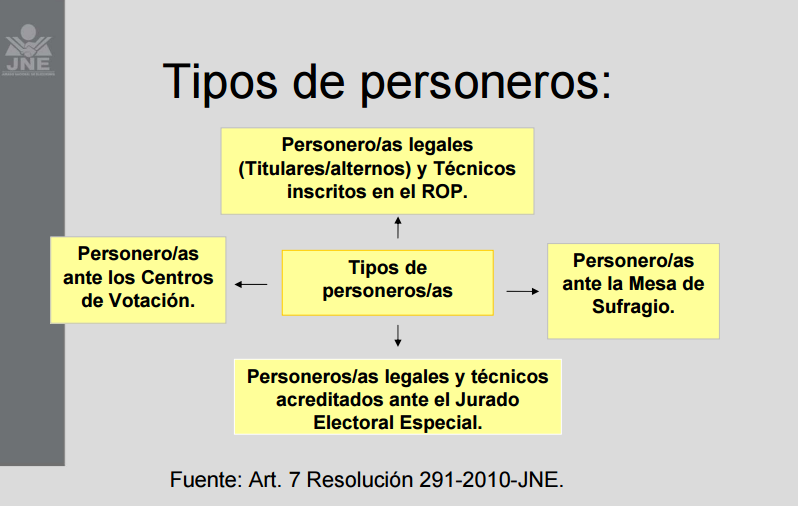 JNE
Tipos de personeros:
Personero/as legales
(Titulares/alternos) y Técnicos
inscritos en el ROP.
Personero/as
ante los Centros
de Votación.
Tipos de
personeros/as
Personero/as
ante la Mesa de
Sufragio.
Personeros/as legales y técnicos
acreditados ante el Jurado
Electoral Especial.
Fuente: Art. 7 Resolución 291-2010-JNE.